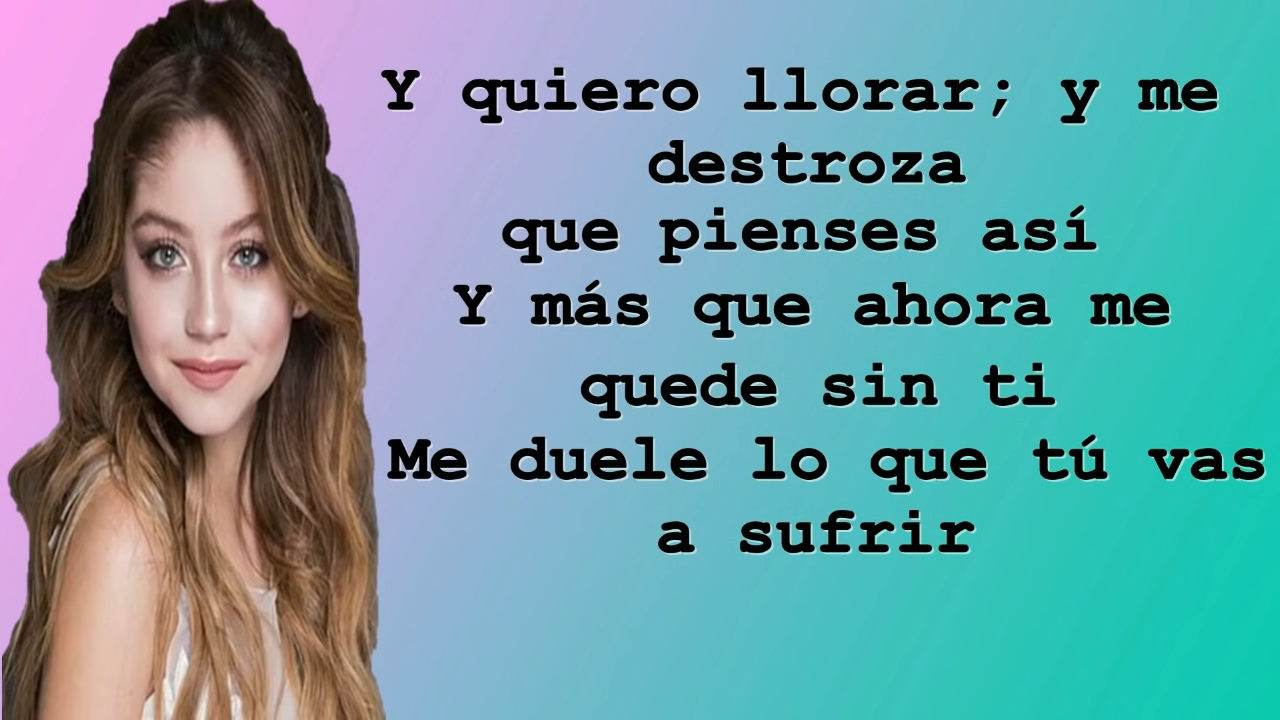 Y quiero llorar; y me
destroza
que pienses así
Y más que ahora me
quede sin ti
Me duele lo que tú vas
a sufrir